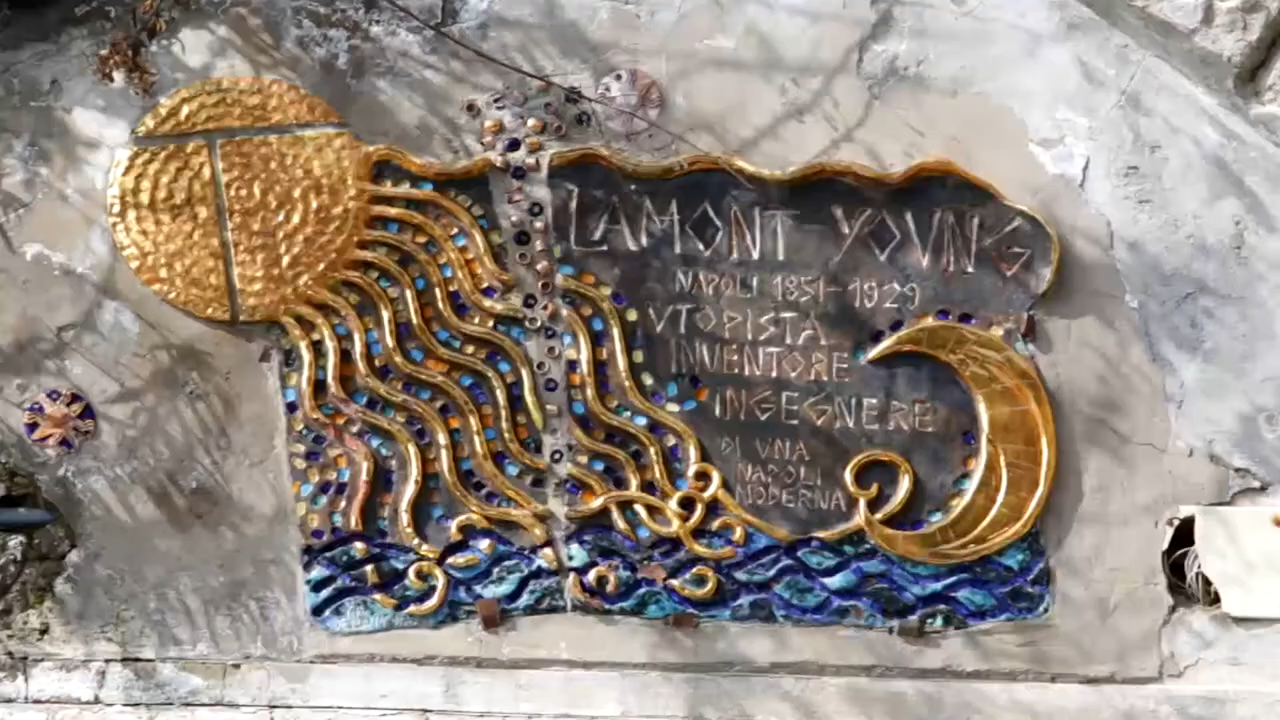 LAMONT YOVNG
NAPOLI 1851-1929
VTOPISTA
INVENTORE
INGEGNERE
DI VNA
NAPOLI
MODERNA